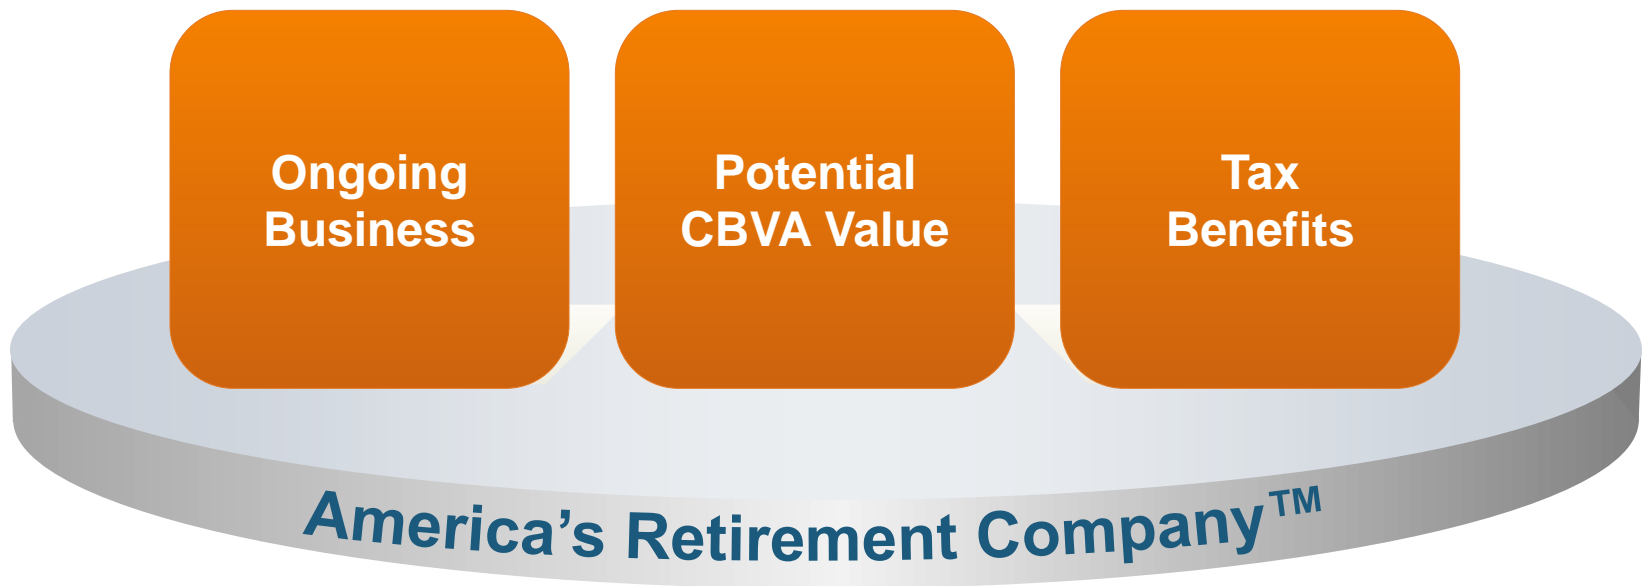 Ongoing
Business
Potential
CBVA Value
Tax
Benefits
America’s Retirement Company™